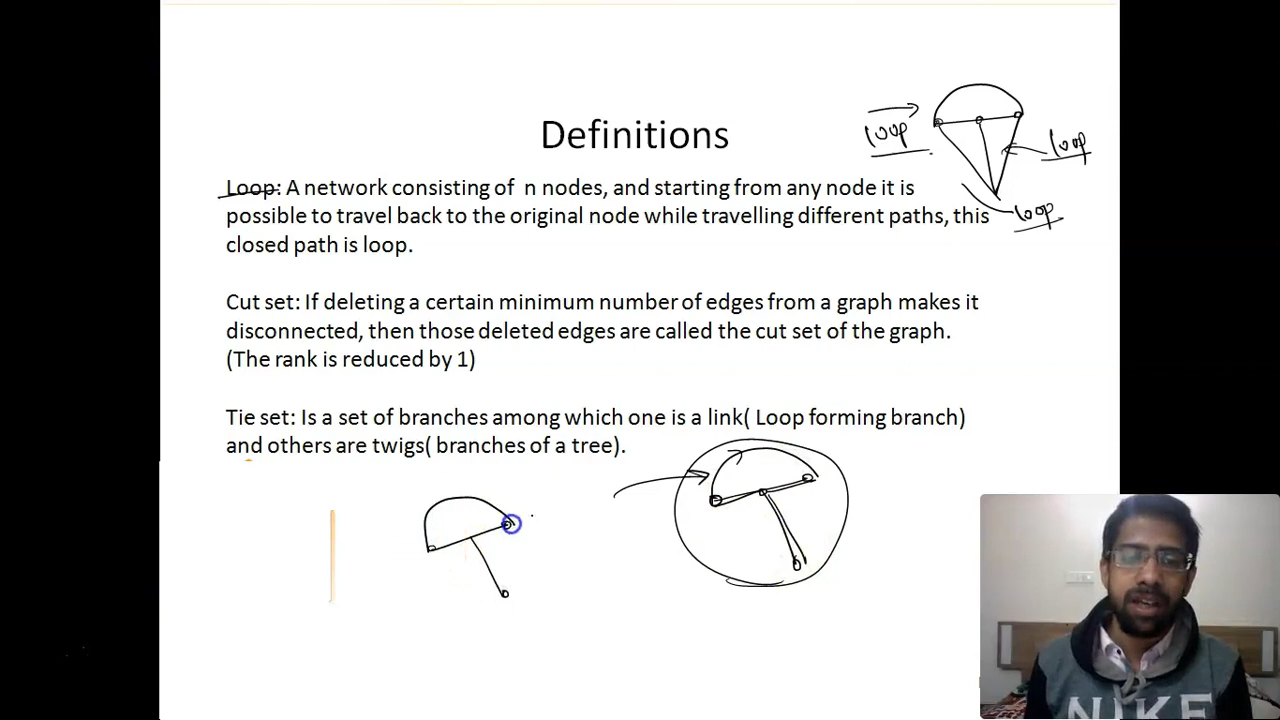 Definitions
loop
loop
loop
Loop: A network consisting of n nodes, and starting from any node it is
possible to travel back to the original node while travelling different paths, this
closed path is loop.
Cut set: If deleting a certain minimum number of edges from a graph makes it
disconnected, then those deleted edges are called the cut set of the graph.
(The rank is reduced by 1)
Tie set: Is a set of branches among which one is a link( Loop forming branch)
and others are twigs( branches of a tree).
NIKE